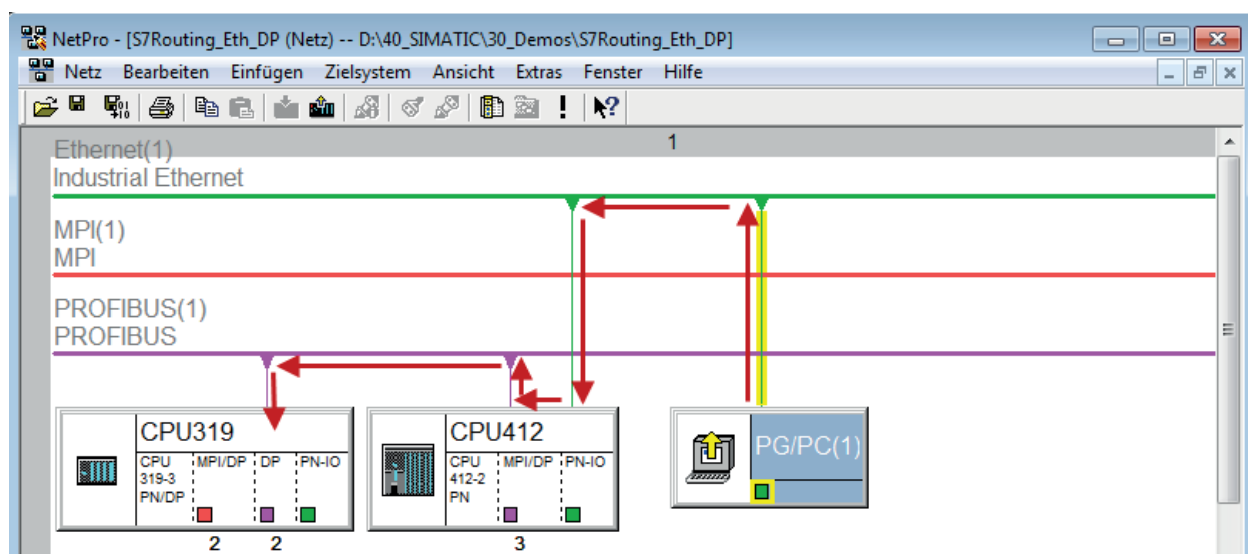 NetPro - [S7Routing_Eth_DP (Netz) -- D:\40_SIMATIC\30_Demos\S7Routing_Eth_DP]
Netz Bearbeiten Einfügen Zielsystem Ansicht Extras Fenster Hilfe
1
Ethernet(1)
Industrial Ethernet
MPI(1)
MPI
PROFIBUS(1)
PROFIBUS
CPU319
CPU
319-3
PN/DP
MPI/DP
DP
PN-IO
2
2
CPU412
CPU
412-2
PN
MPI/DP
PN-IO
3
PG/PC(1)